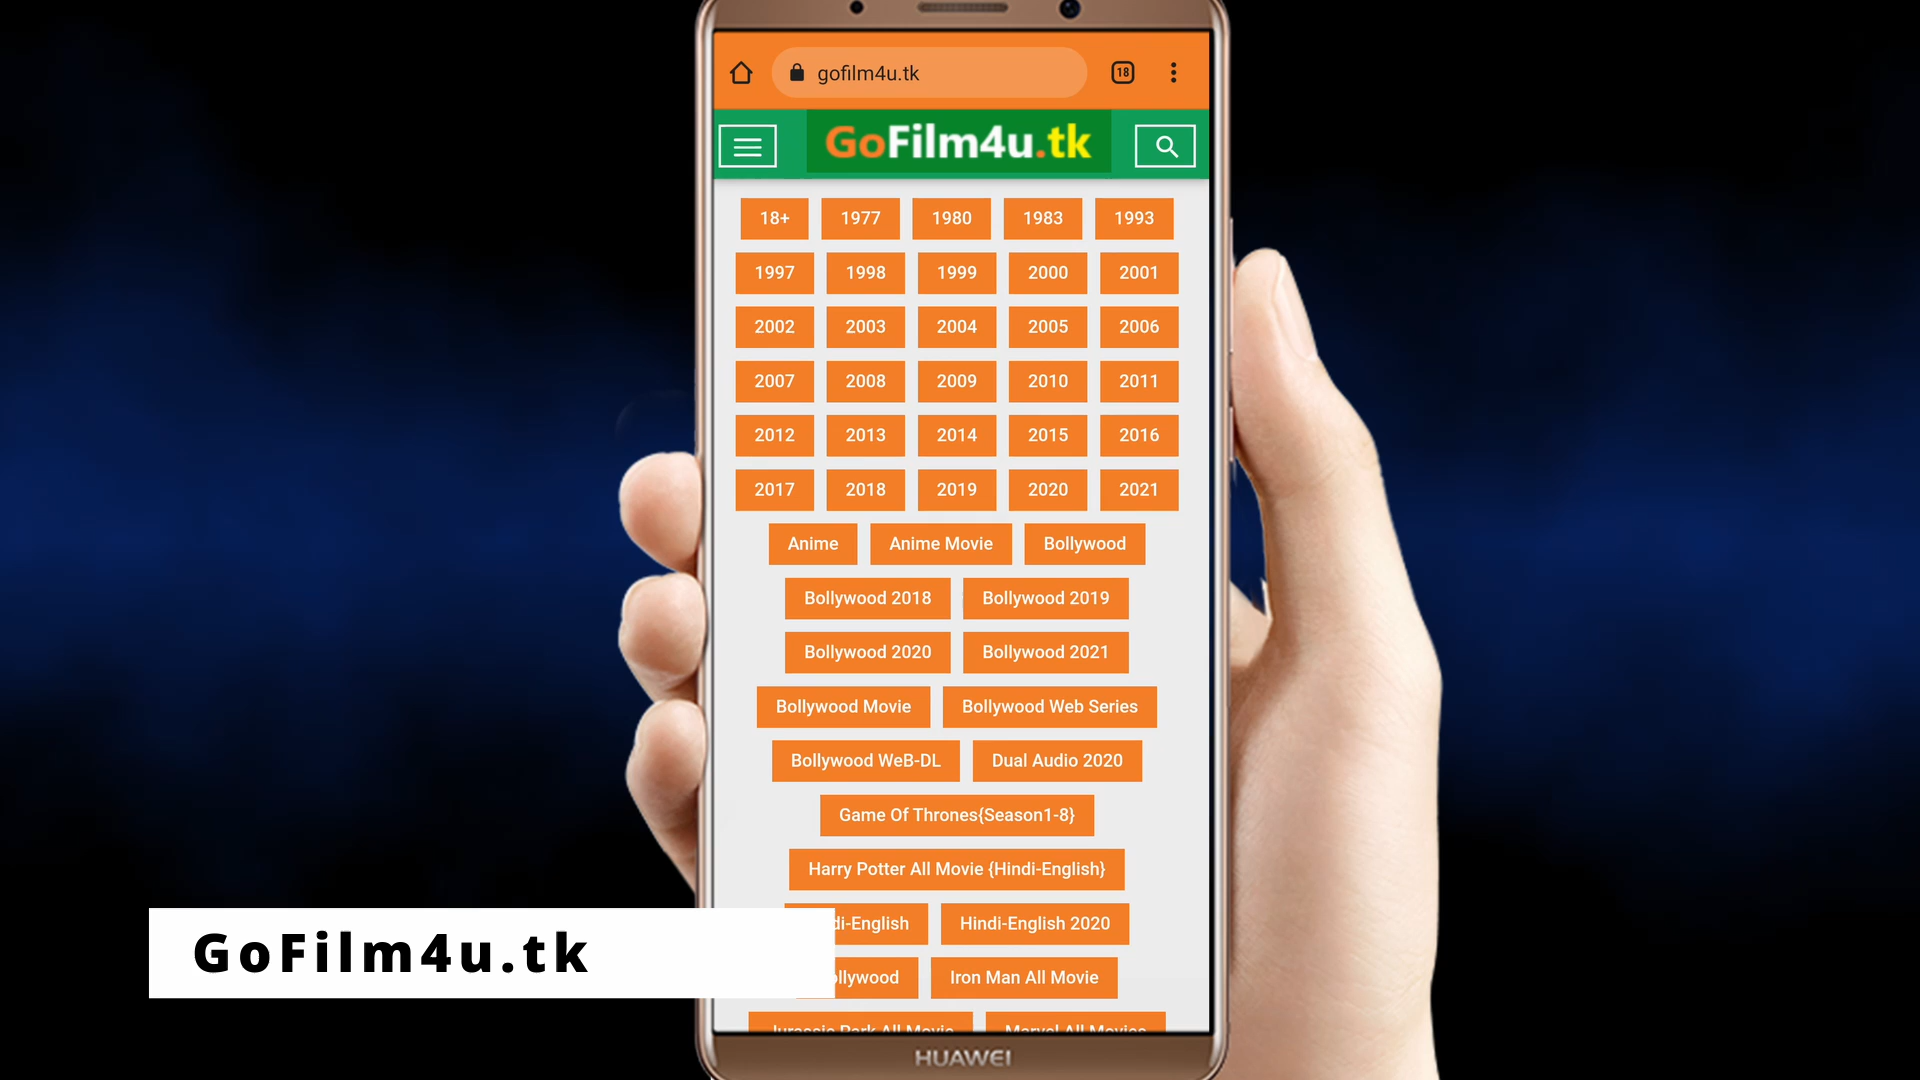 gofilm4u.tk 18
GoFilm4u.tk
18+ 1977 1980 1983 1993
1997 1998 1999 2000 2001
2002 2003 2004 2005 2006
2007 2008 2009 2010 2011
2012 2013 2014 2015 2016
2017 2018 2019 2020 2021
Anime Anime Movie Bollywood
Bollywood 2018 Bollywood 2019
Bollywood 2020 Bollywood 2021
Bollywood Movie Bollywood Web Series
Bollywood WeB-DL Dual Audio 2020
Game Of Thrones{Season1-8}
Harry Potter All Movie {Hindi-English}
di-English Hindi-English 2020
ollywood Iron Man All Movie
Jurassic Park All Movie Marvel All Movies
GoFilm4u.tk
HUAWEI